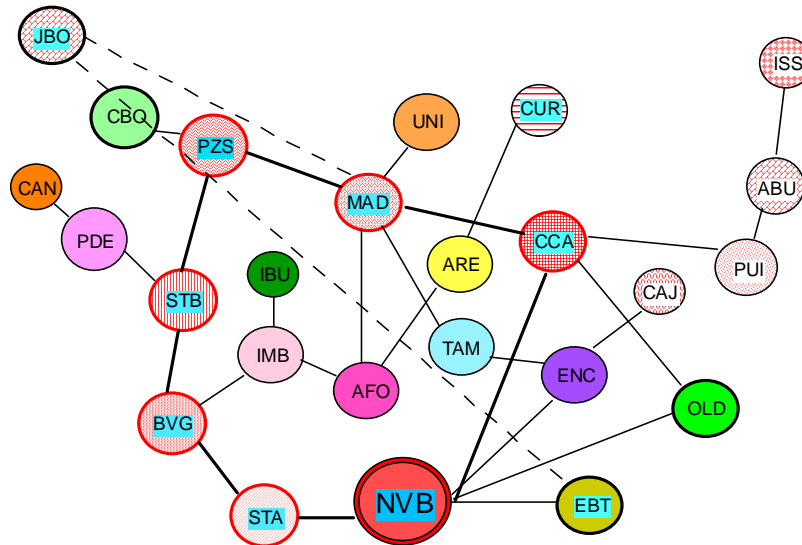 JBO
ISS
CBO
UNI
CUR
PZS
CAN
MAD
ABU
PDE
CCA
IBU
ARE
PUI
STB
CAJ
IMB
TAM
AFO
ENC
OLD
BVG
NVB
STA
EBT